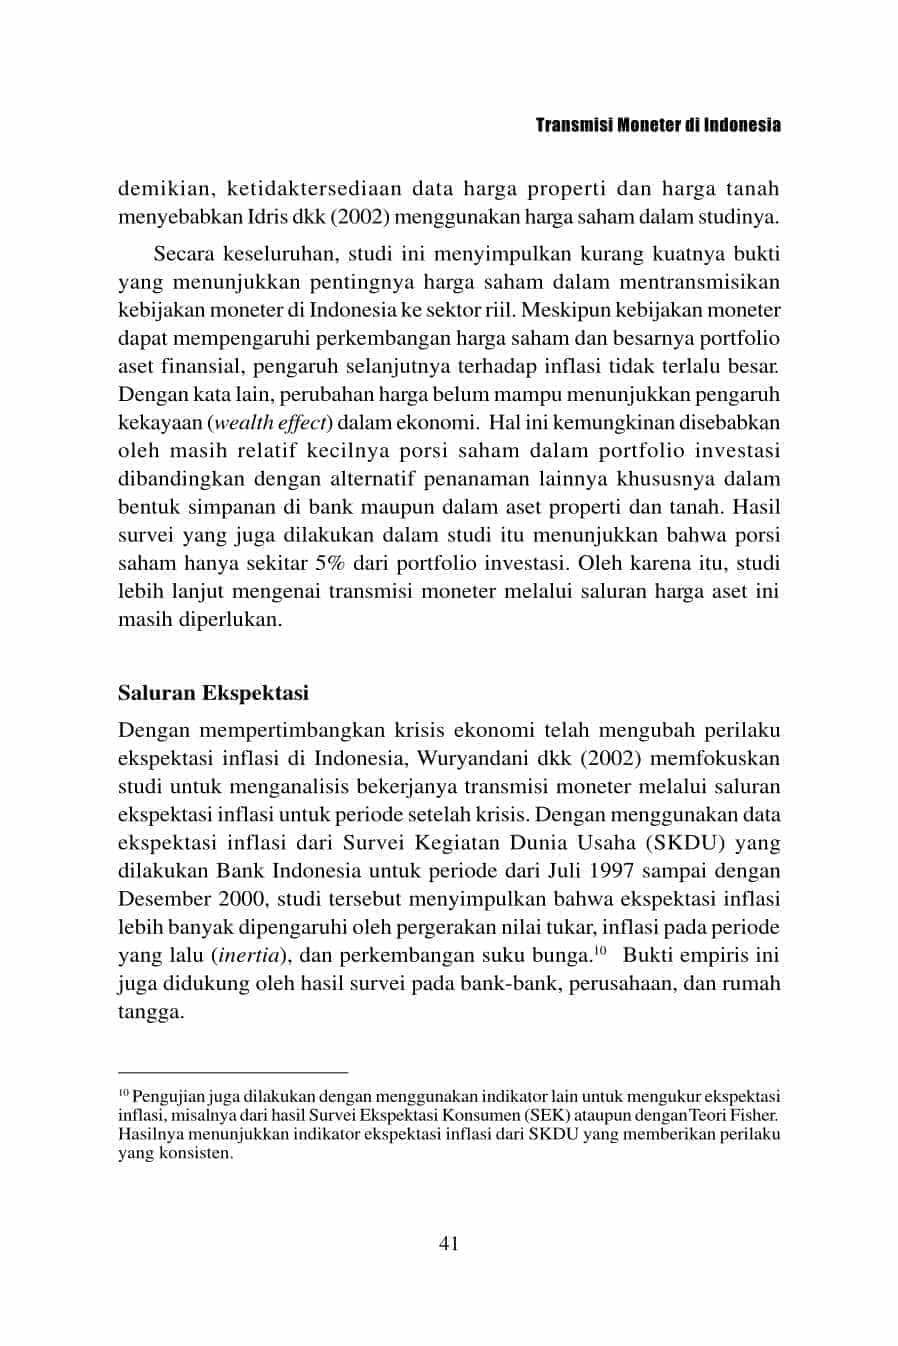 Transmisi Moneter di Indonesia
demikian, ketidaktersediaan data harga properti dan harga tanah
menyebabkan Idris dkk (2002) menggunakan harga saham dalam studinya.
Secara keseluruhan, studi ini menyimpulkan kurang kuatnya bukti
yang menunjukkan pentingnya harga saham dalam mentransmisikan
kebijakan moneter di Indonesia ke sektor riil. Meskipun kebijakan moneter
dapat mempengaruhi perkembangan harga saham dan besarnya portfolio
aset finansial, pengaruh selanjutnya terhadap inflasi tidak terlalu besar.
Dengan kata lain, perubahan harga belum mampu menunjukkan pengaruh
kekayaan (wealth effect) dalam ekonomi. Hal ini kemungkinan disebabkan
oleh masih relatif kecilnya porsi saham dalam portfolio investasi
dibandingkan dengan alternatif penanaman lainnya khususnya dalam
bentuk simpanan di bank maupun dalam aset properti dan tanah. Hasil
survei yang juga dilakukan dalam studi itu menunjukkan bahwa porsi
saham hanya sekitar 5% dari portfolio investasi. Oleh karena itu, studi
lebih lanjut mengenai transmisi moneter melalui saluran harga aset ini
masih diperlukan.
Saluran Ekspektasi
Dengan mempertimbangkan krisis ekonomi telah mengubah perilaku
ekspektasi inflasi di Indonesia, Wuryandani dkk (2002) memfokuskan
studi untuk menganalisis bekerjanya transmisi moneter melalui saluran
ekspektasi inflasi untuk periode setelah krisis. Dengan menggunakan data
ekspektasi inflasi dari Survei Kegiatan Dunia Usaha (SKDU) yang
dilakukan Bank Indonesia untuk periode dari Juli 1997 sampai dengan
Desember 2000, studi tersebut menyimpulkan bahwa ekspektasi inflasi
lebih banyak dipengaruhi oleh pergerakan nilai tukar, inflasi pada periode
yang lalu (inertia), dan perkembangan suku bunga.¹⁰ Bukti empiris ini
juga didukung oleh hasil survei pada bank-bank, perusahaan, dan rumah
tangga.
¹⁰ Pengujian juga dilakukan dengan menggunakan indikator lain untuk mengukur ekspektasi
inflasi, misalnya dari hasil Survei Ekspektasi Konsumen (SEK) ataupun dengan Teori Fisher.
Hasilnya menunjukkan indikator ekspektasi inflasi dari SKDU yang memberikan perilaku
yang konsisten.
41